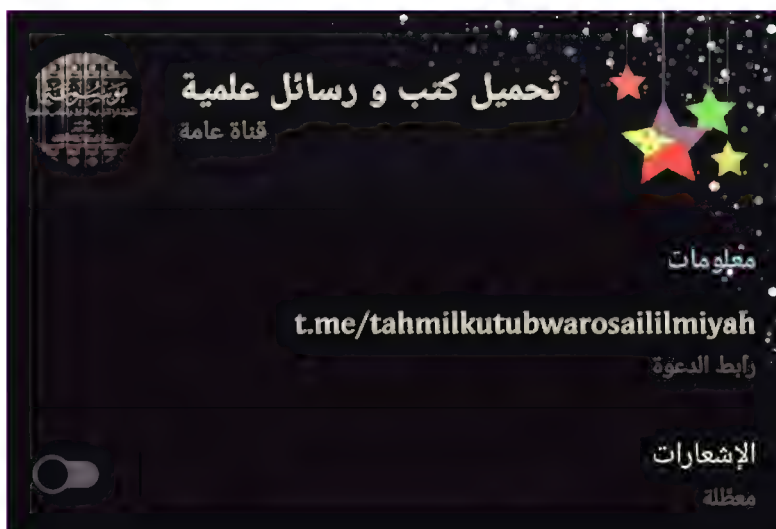 تحميل كتب و رسائل علمية
قناة عامة
معلومات
t.me/tahmilkutubwarosaililmiyah
رابط الدعوة
الإشعارات
معطلة